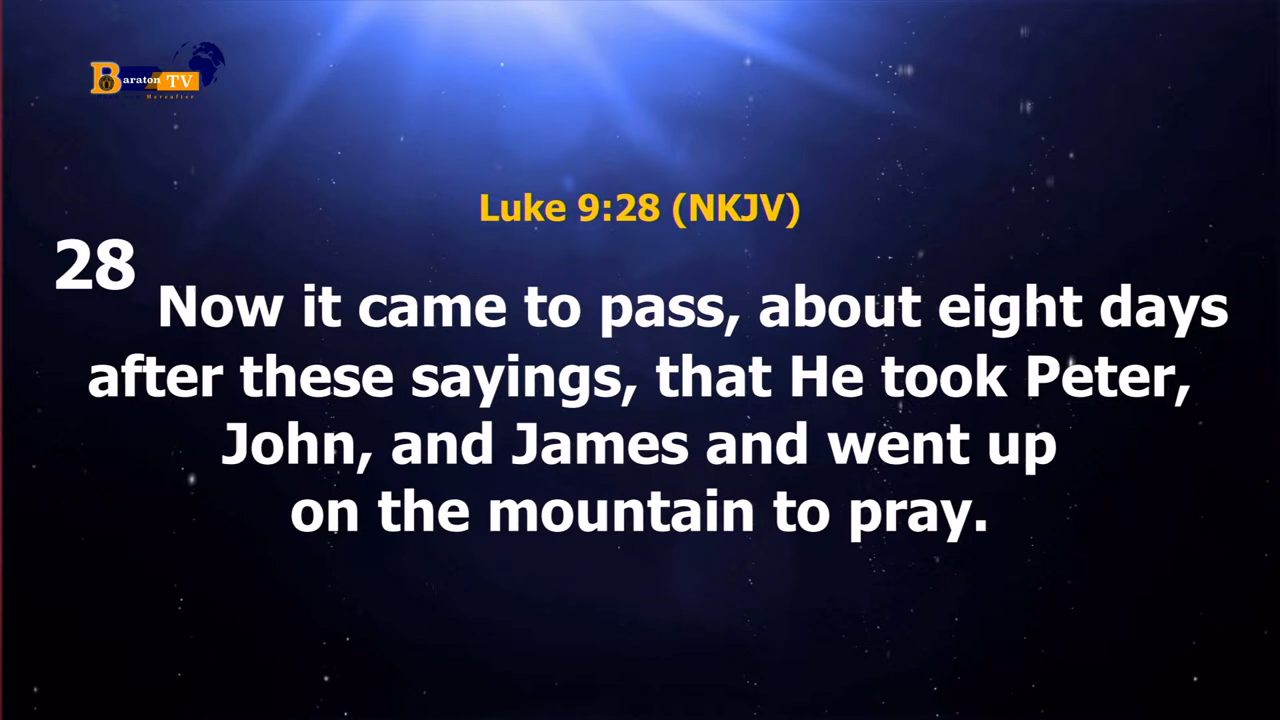 Baraton TV
Hereafter
Luke 9:28 (NKJV)
28 Now it came to pass, about eight days
after these sayings, that He took Peter,
John, and James and went up
on the mountain to pray.